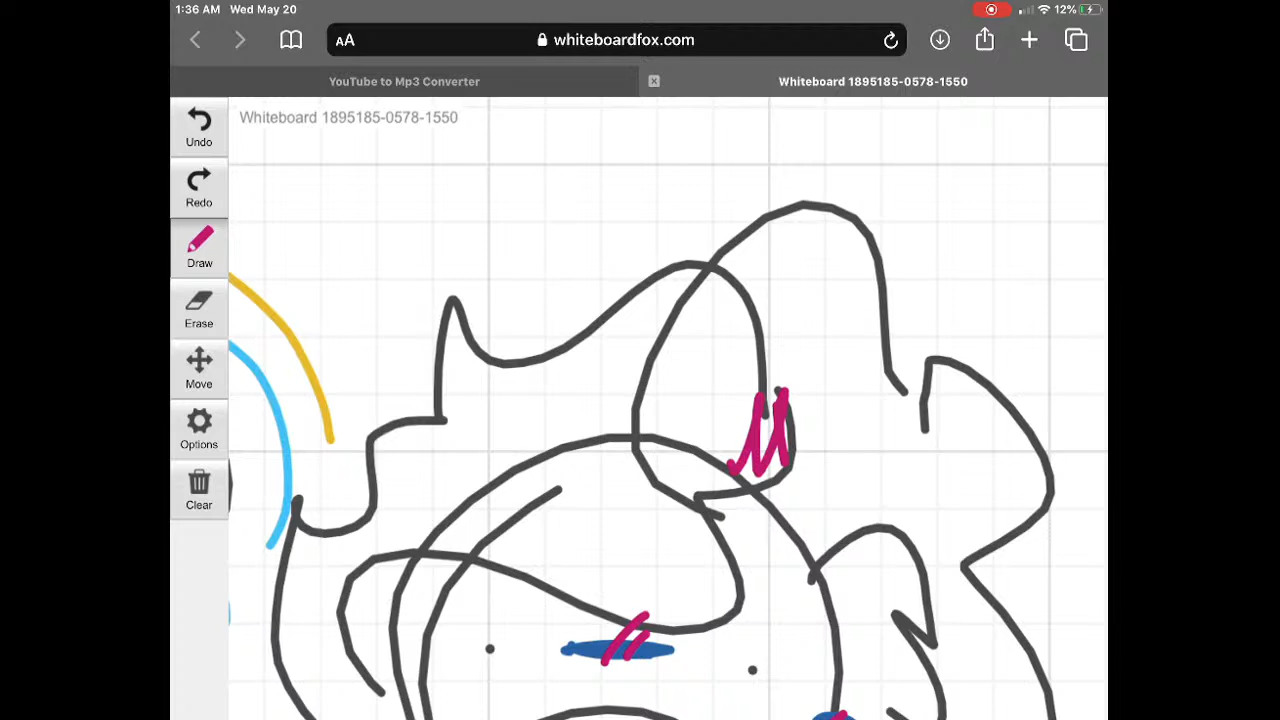 1:36 AM Wed May 20
12%
AA whiteboardfox.com
YouTube to Mp3 Converter
Whiteboard 1895185-0578-1550
Whiteboard 1895185-0578-1550
Undo
Redo
Draw
Erase
Move
Options
Clear